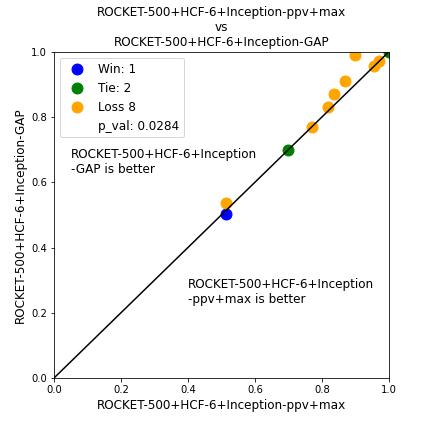 ROCKET-500+HCF-6+Inception-ppv+max
vs
ROCKET-500+HCF-6+Inception-GAP
Win: 1
Tie: 2
Loss 8
p_val: 0.0284
ROCKET-500+HCF-6+Inception
-GAP is better
ROCKET-500+HCF-6+Inception
-ppv+max is better
ROCKET-500+HCF-6+Inception-GAP
1.0
0.8
0.6
0.4
0.2
0.0
0.0 0.2 0.4 0.6 0.8 1.0
ROCKET-500+HCF-6+Inception-ppv+max